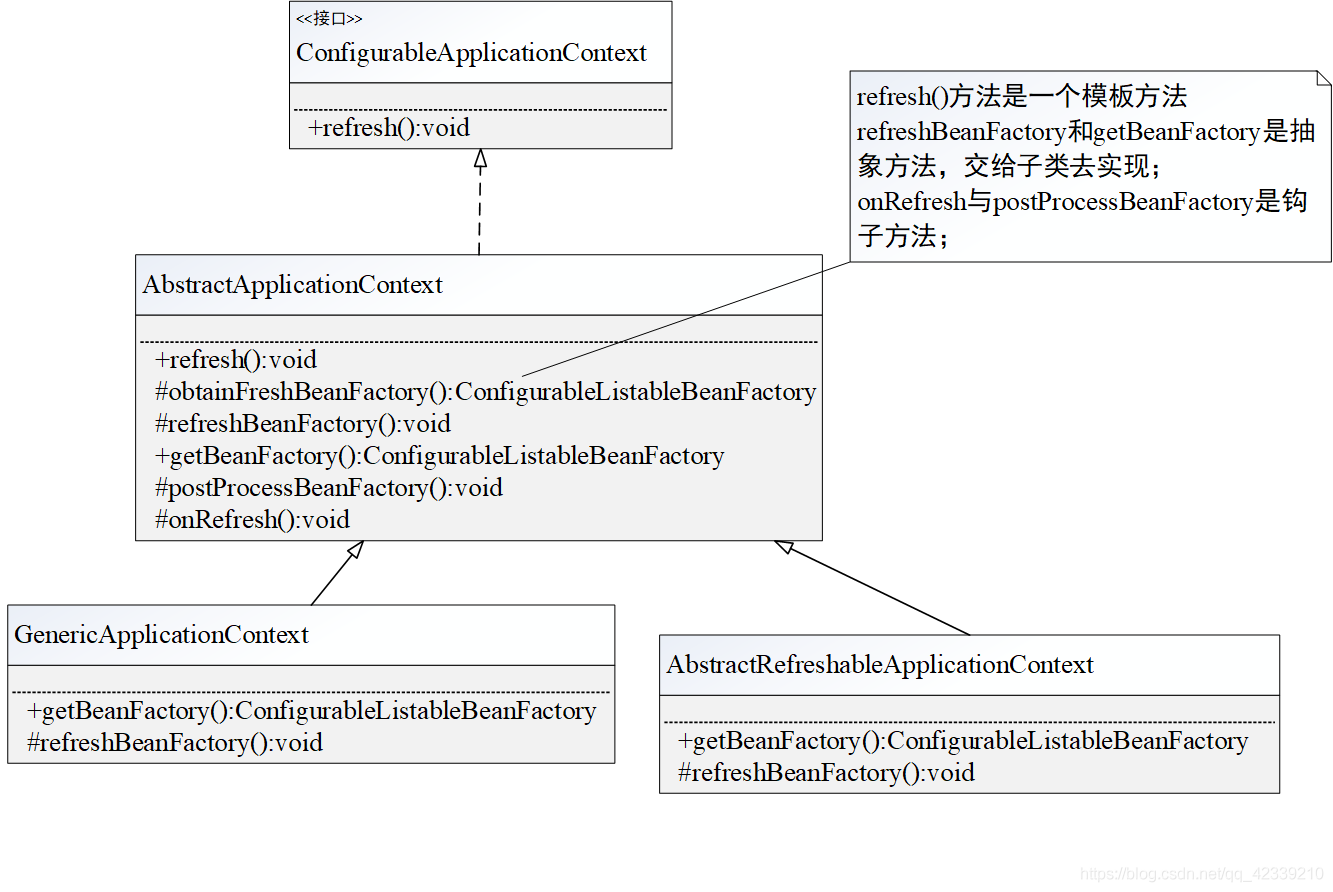 <<接口>>
ConfigurableApplicationContext
+refresh():void
refresh()方法是一个模板方法
refreshBeanFactory和getBeanFactory是抽
象方法，交给子类去实现；
onRefresh与postProcessBeanFactory是钩
子方法；
AbstractApplicationContext
+refresh():void
#obtainFreshBeanFactory():ConfigurableListableBeanFactory
#refreshBeanFactory():void
+getBeanFactory():ConfigurableListableBeanFactory
#postProcessBeanFactory():void
#onRefresh():void
GenericApplicationContext
+getBeanFactory():ConfigurableListableBeanFactory
#refreshBeanFactory():void
AbstractRefreshableApplicationContext
+getBeanFactory():ConfigurableListableBeanFactory
#refreshBeanFactory():void
https://blog.csdn.net/qq_42339210